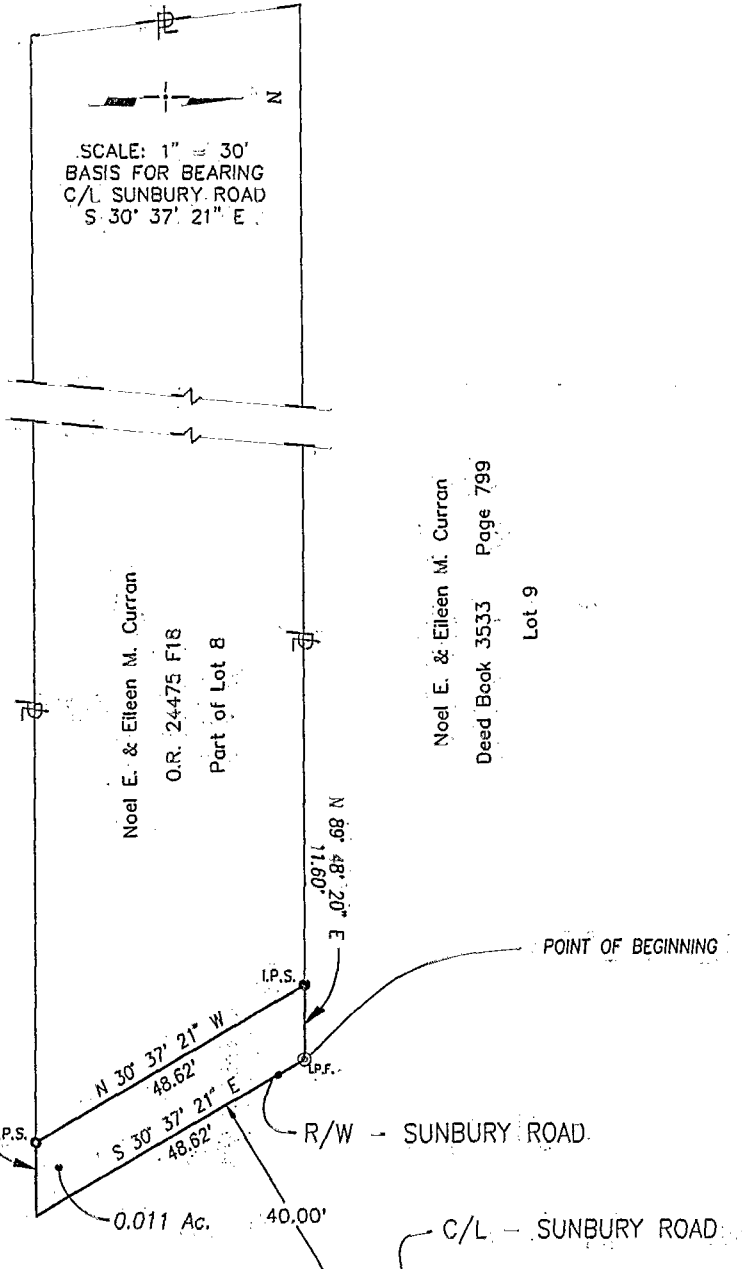 PL
N
SCALE: 1" = 30'
BASIS FOR BEARING
C/L SUNBURY ROAD
S 30° 37' 21" E
Noel E. & Eileen M. Curran
O.R. 24475 F18
Part of Lot 8
PL
PL
Noel E. & Eileen M. Curran
Deed Book 3533 Page 799
Lot 9
N 89° 48' 20" E
11.60'
POINT OF BEGINNING
I.P.S.
N 30° 37' 21" W
48.62'
I.P.F.
S 30° 37' 21" E
48.62'
R/W - SUNBURY ROAD
P.S.
0.011 Ac.
40.00'
C/L - SUNBURY ROAD